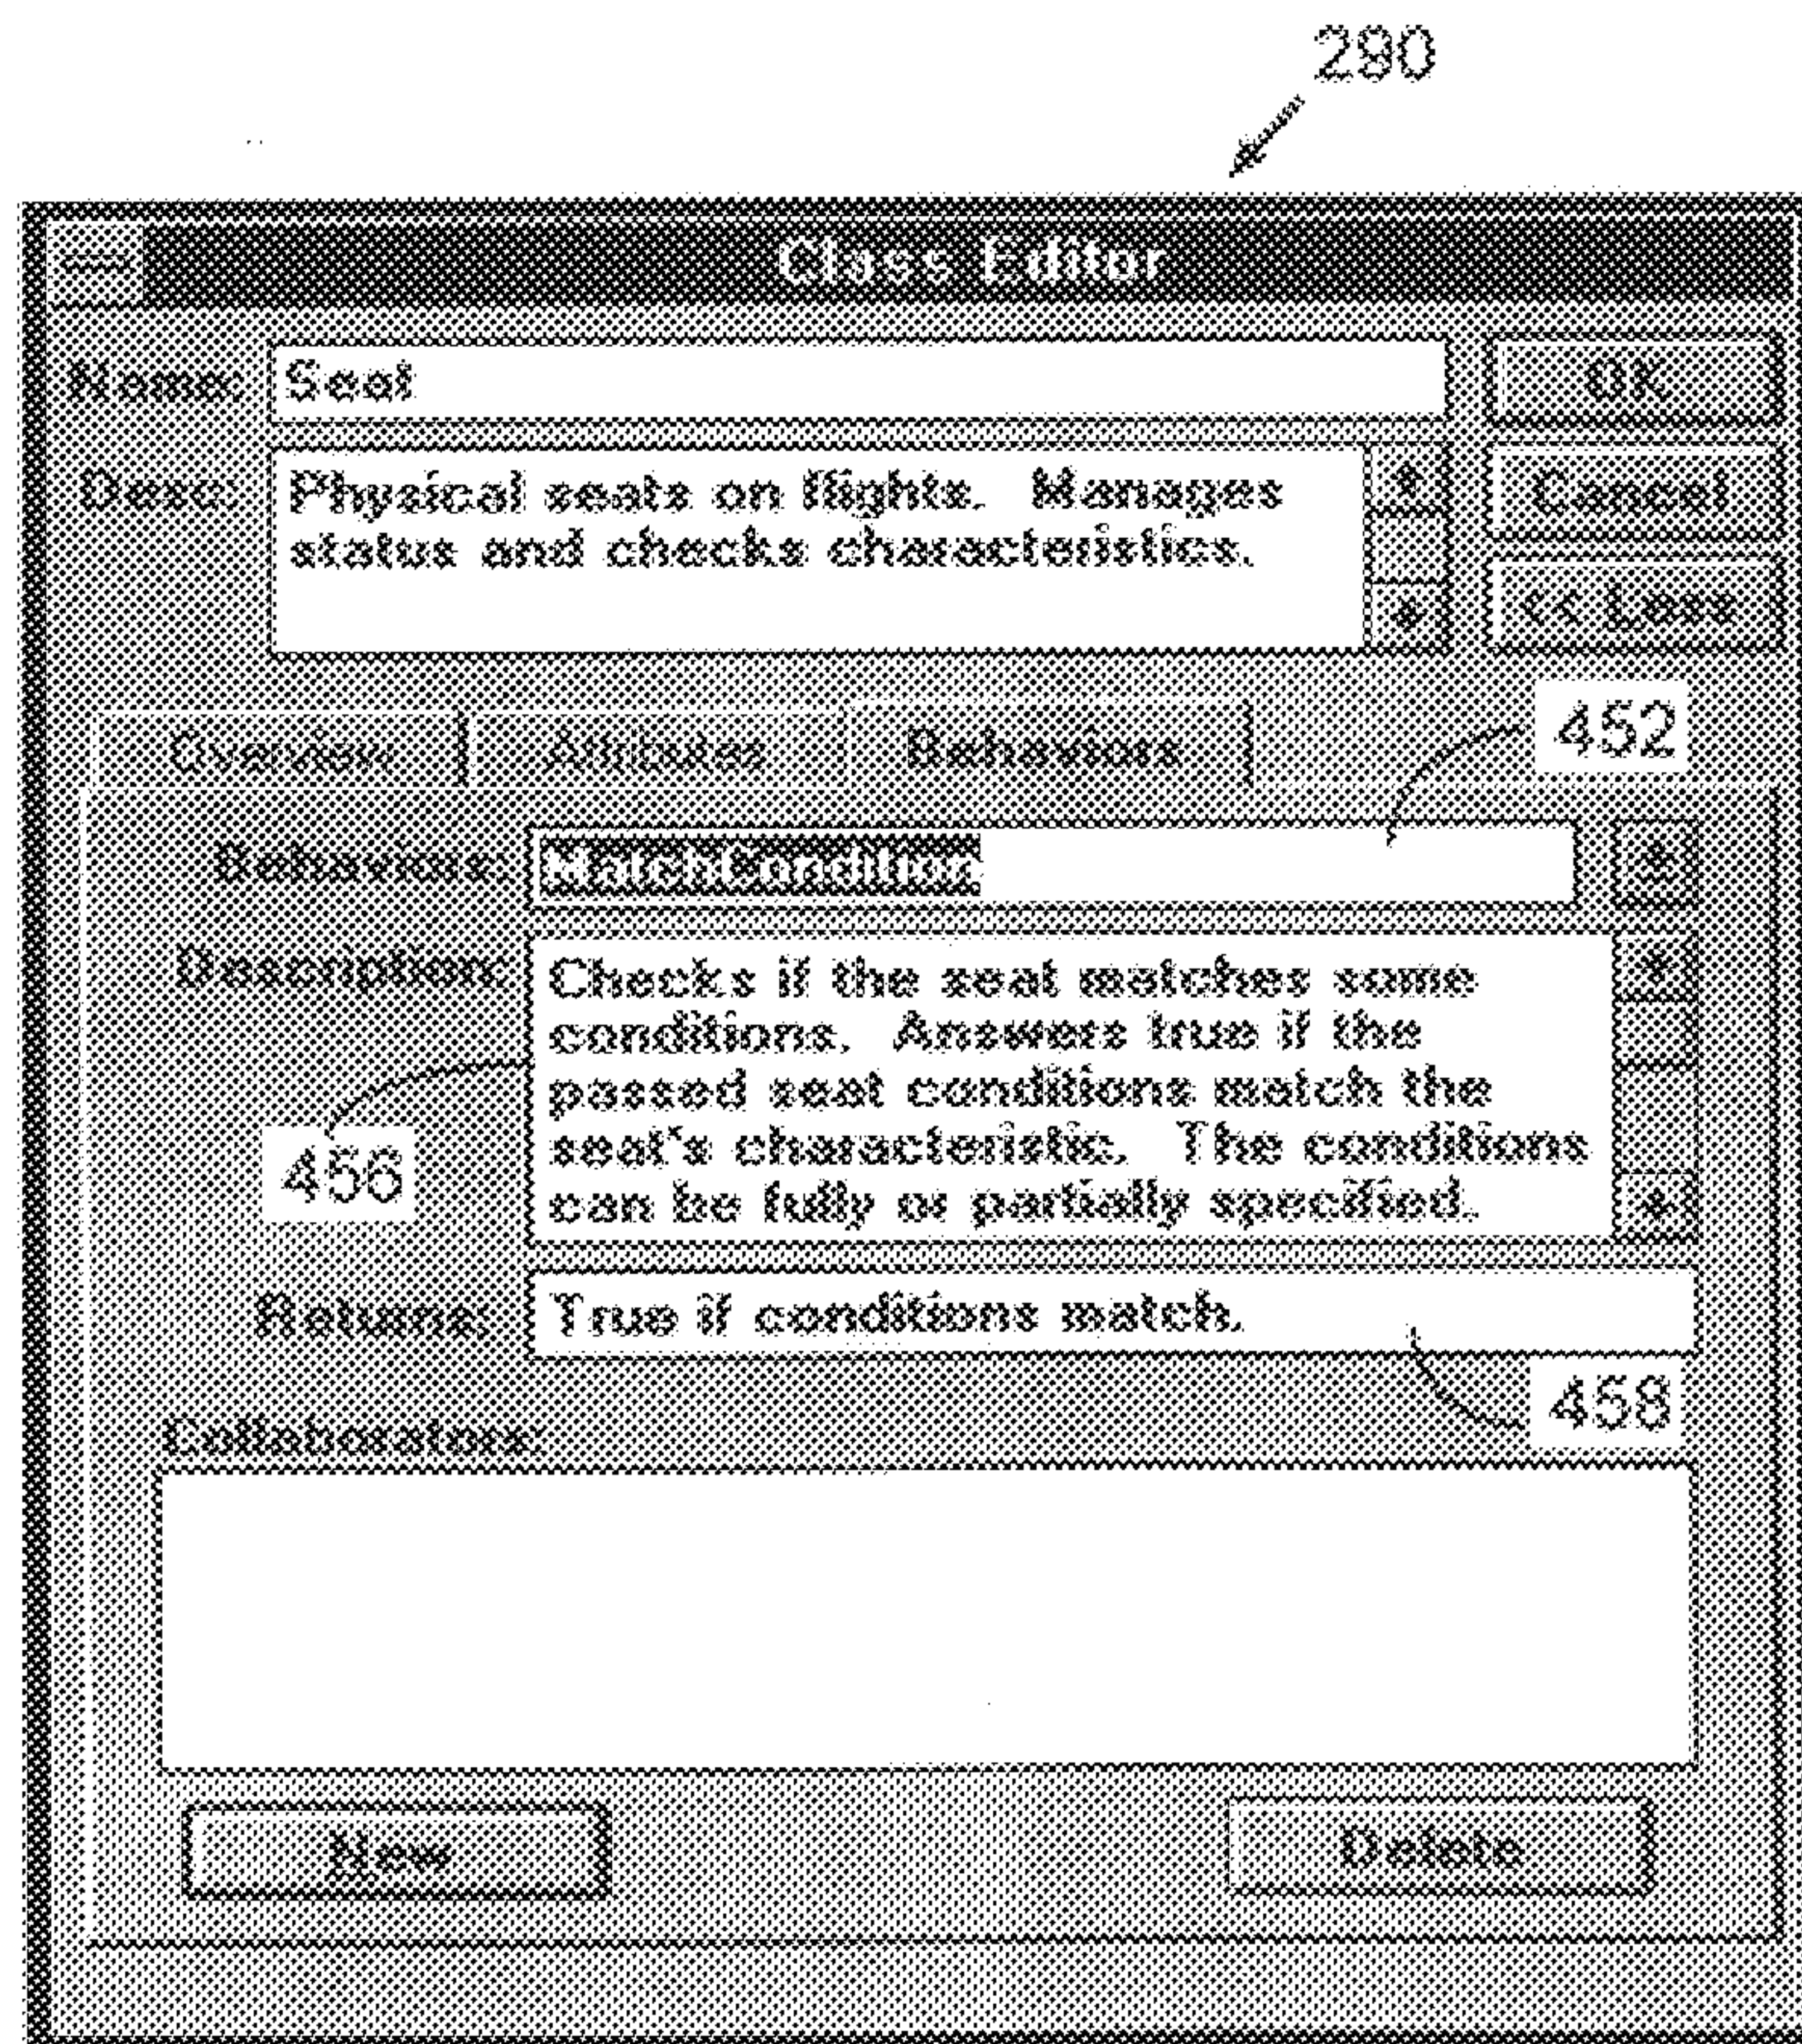 290
Class Editor
Name: Seat
OK
Desc: Physical seats on flights. Manages
status and checks characteristics.
Cancel
<< Less
Overview Attributes Behaviors
452
Behaviors: MatchCondition
Description: Checks if the seat matches some
conditions. Answers true if the
passed seat conditions match the
seat's characteristic. The conditions
can be fully or partially specified.
456
Returns: True if conditions match.
458
Collaborators:
New Delete